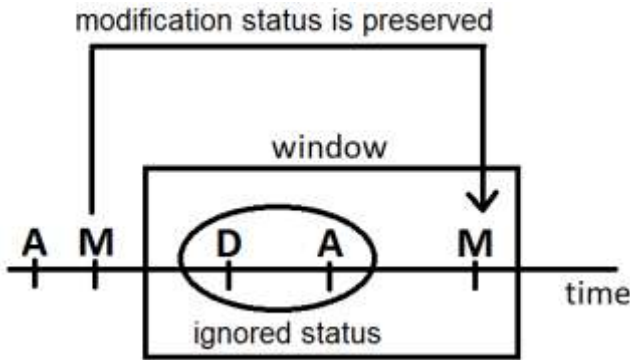 modification status is preserved
window
A M D A M
time
ignored status